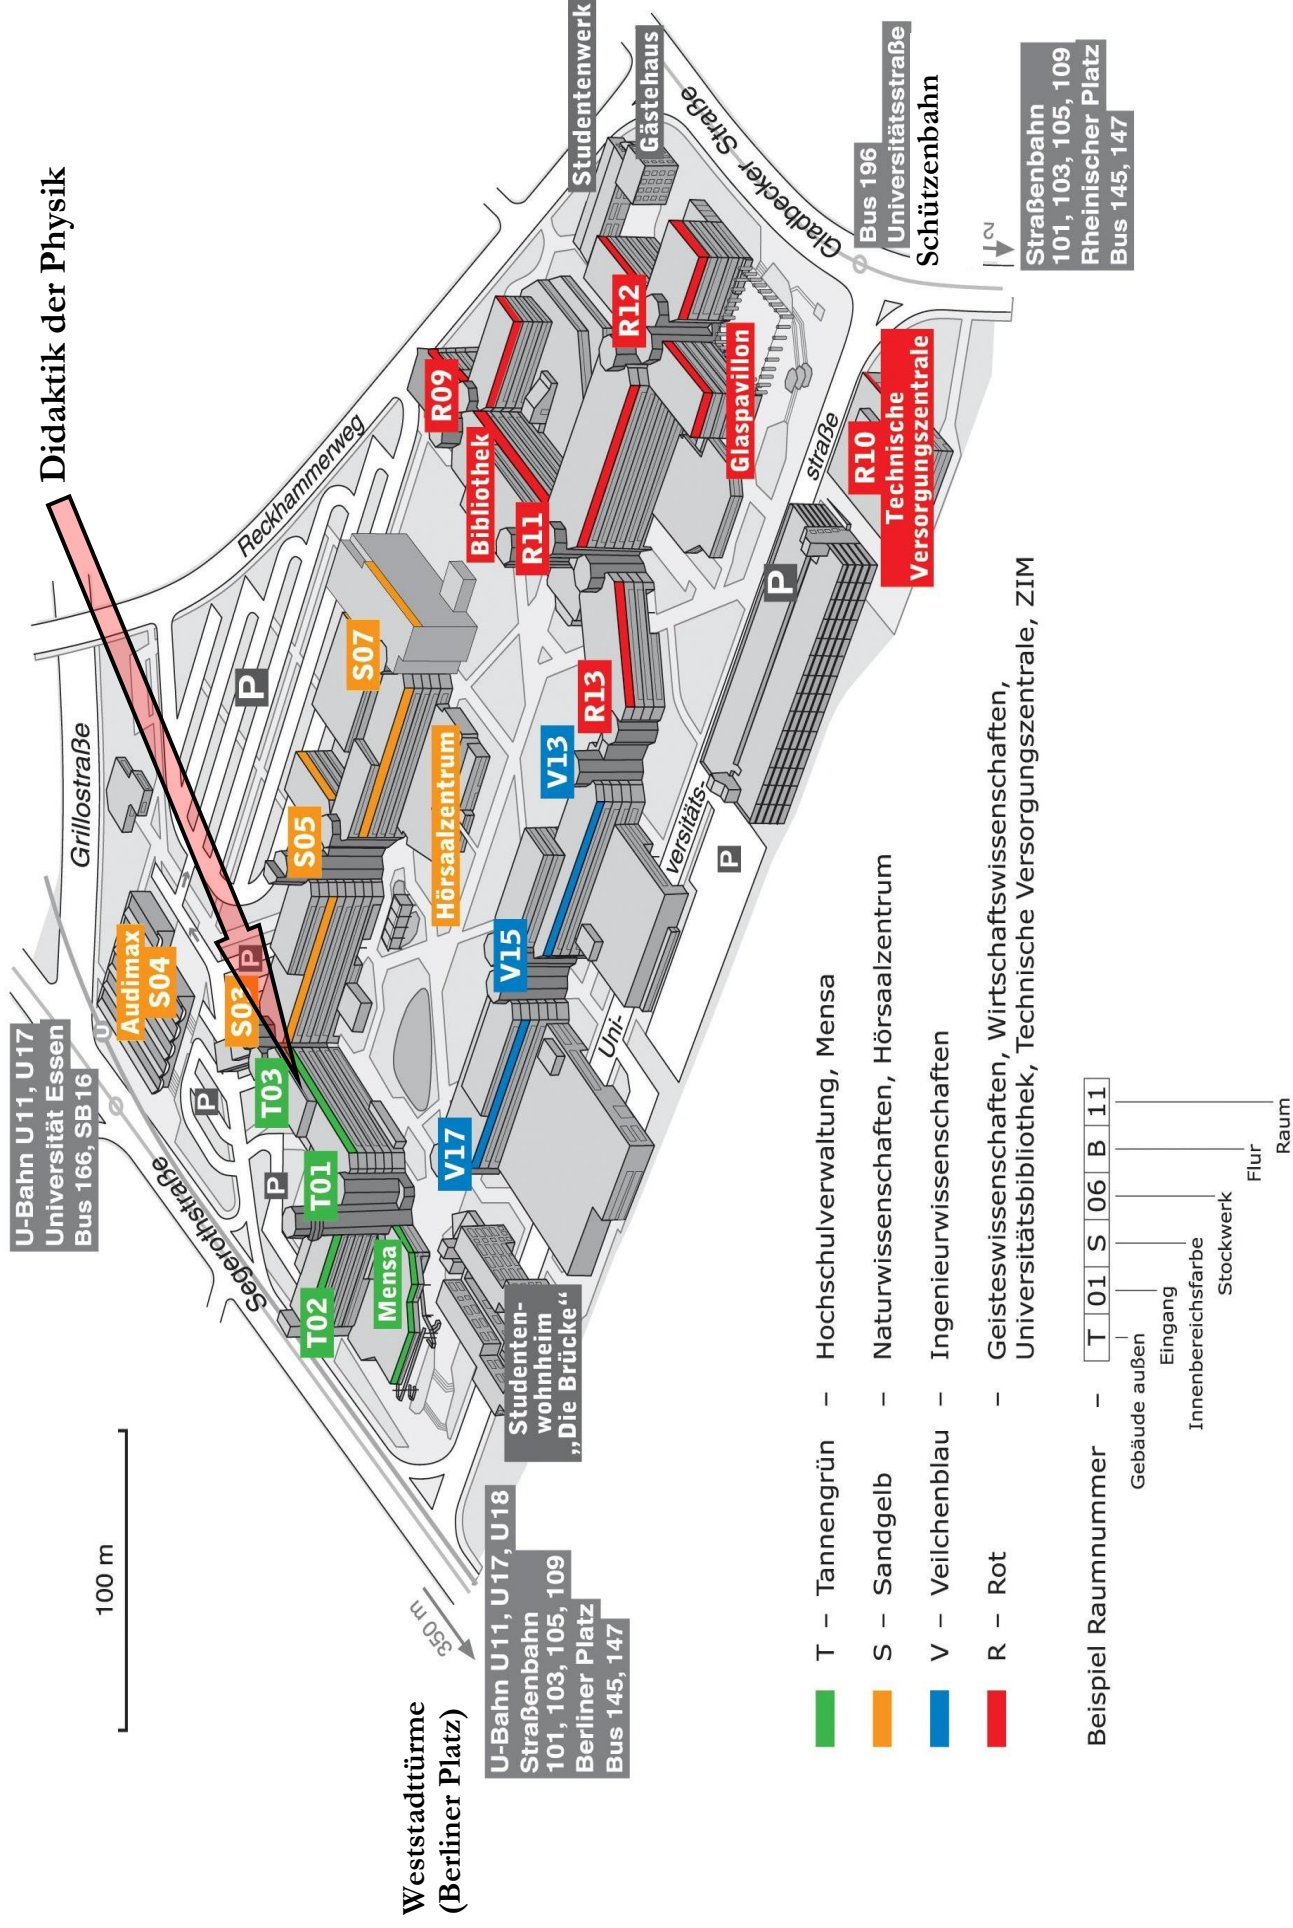 Didaktik der Physik
Weststadttürme
(Berliner Platz)
100 m
350 m
U-Bahn U11, U17, U18
Straßenbahn
101, 103, 105, 109
Berliner Platz
Bus 145, 147
U-Bahn U11, U17
Universität Essen
Bus 166, SB16
Segerothstraße
Grillostraße
Reckhammerweg
U
Audimax
S04
P
P
P
P
P
P
P
S03
T03
T01
T02
Mensa
S05
S07
Hörsaalzentrum
Studenten-
wohnheim
„Die Brücke“
V17
V15
V13
R13
R11
Bibliothek
R09
R12
Glaspavillon
R10
Technische
Versorgungszentrale
Uni-
versitäts-
straße
Gladbecker Straße
Studentenwerk
Gästehaus
Bus 196
Universitätsstraße
Schützenbahn
Straßenbahn
101, 103, 105, 109
Rheinischer Platz
Bus 145, 147
T – Tannengrün – Hochschulverwaltung, Mensa
S – Sandgelb – Naturwissenschaften, Hörsaalzentrum
V – Veilchenblau – Ingenieurwissenschaften
R – Rot – Geisteswissenschaften, Wirtschaftswissenschaften,
Universitätsbibliothek, Technische Versorgungszentrale, ZIM
Beispiel Raumnummer – T 01 S 06 B 11
Gebäude außen
Eingang
Innenbereichsfarbe
Stockwerk
Flur
Raum